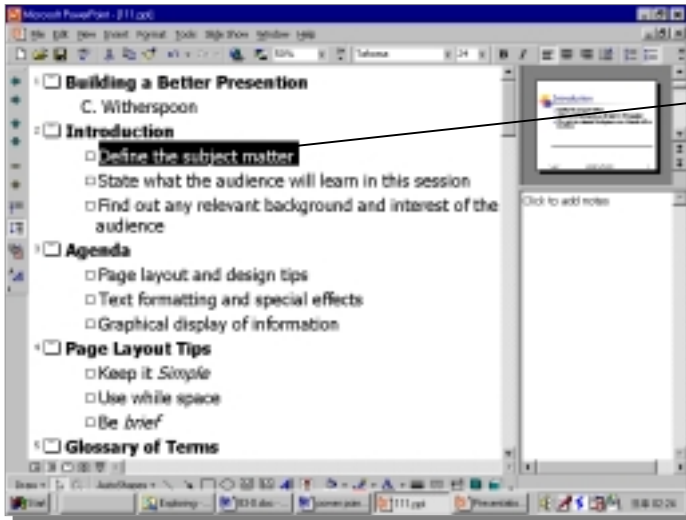 Microsoft PowerPoint - [111.ppt]
File Edit View Insert Format Tools Slide Show Window Help
Tahoma 24 B I
1 Building a Better Presention
C. Witherspoon
2 Introduction
Define the subject matter
State what the audience will learn in this session
Find out any relevant background and interest of the
audience
3 Agenda
Page layout and design tips
Text formatting and special effects
Graphical display of information
4 Page Layout Tips
Keep it Simple
Use while space
Be brief
5 Glossary of Terms
Introduction
Click to add notes
Draw AutoShapes
Start Exploring-... 111.ppt Presentatio... 02:26